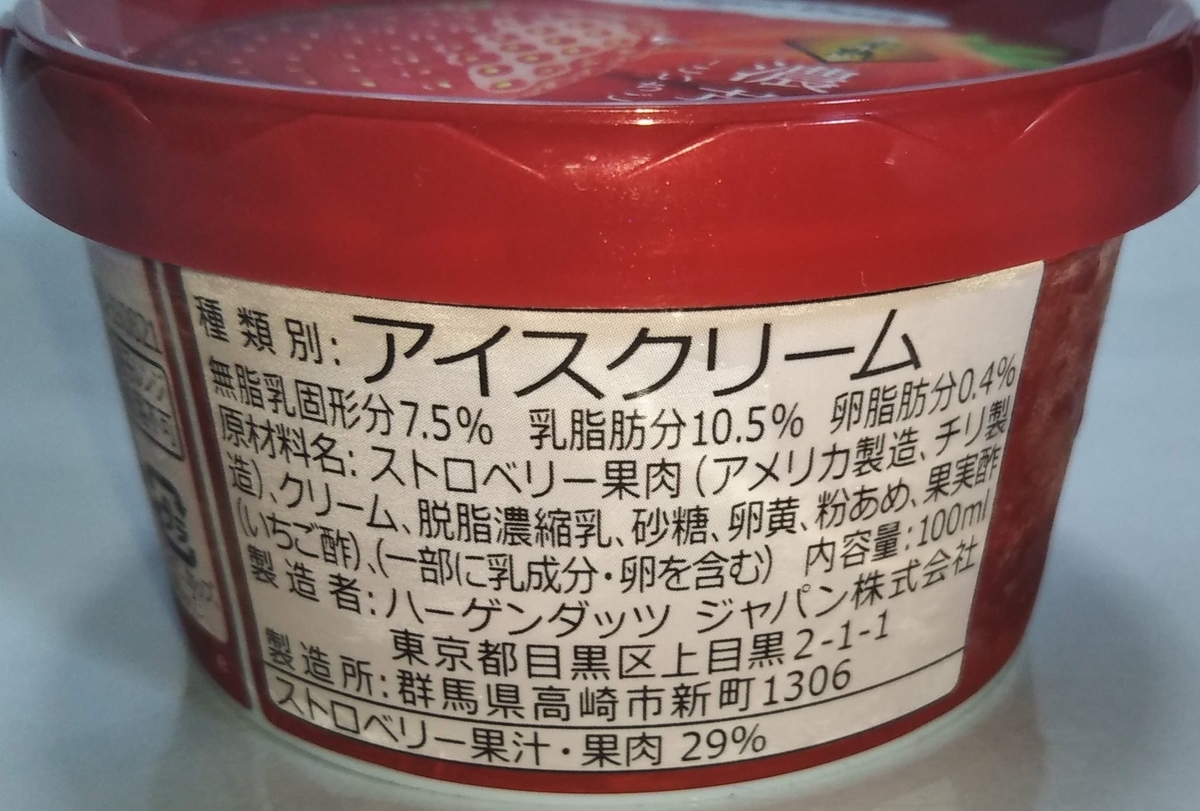 濃
種類別:アイスクリーム
無脂乳固形分7.5% 乳脂肪分10.5% 卵脂肪分0.4%
原材料名:ストロベリー果肉(アメリカ製造、チリ製
造)、クリーム、脱脂濃縮乳、砂糖、卵黄、粉あめ、果実酢
(いちご酢)、(一部に乳成分・卵を含む) 内容量:100ml
製造者:ハーゲンダッツ ジャパン株式会社
東京都目黒区上目黒2-1-1
製造所:群馬県高崎市新町1306
ストロベリー果汁・果肉 29%